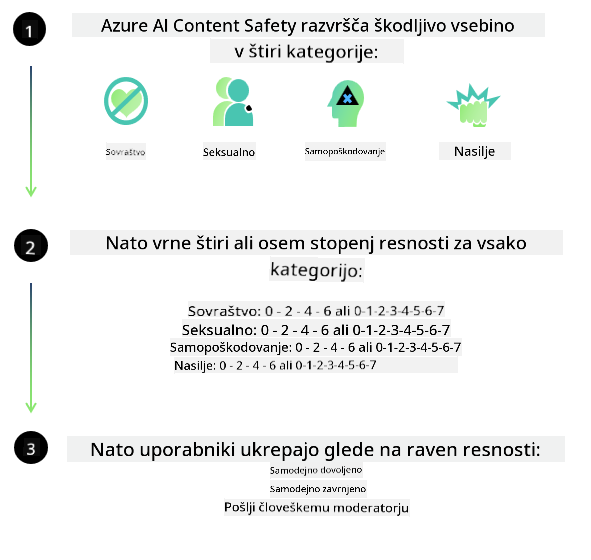 1
Azure AI Content Safety razvršča škodljivo vsebino
v štiri kategorije:
Sovraštvo
Seksualno
Samopoškodovanje
Nasilje
2
Nato vrne štiri ali osem stopenj resnosti za vsako
kategorijo:
Sovraštvo: 0 - 2 - 4 - 6 ali 0-1-2-3-4-5-6-7
Seksualno: 0 - 2 - 4 - 6 ali 0-1-2-3-4-5-6-7
Samopoškodovanje: 0 - 2 - 4 - 6 ali 0-1-2-3-4-5-6-7
Nasilje: 0 - 2 - 4 - 6 ali 0-1-2-3-4-5-6-7
3
Nato uporabniki ukrepajo glede na raven resnosti:
Samodejno dovoljeno
Samodejno zavrnjeno
Pošlji človeškemu moderatorju